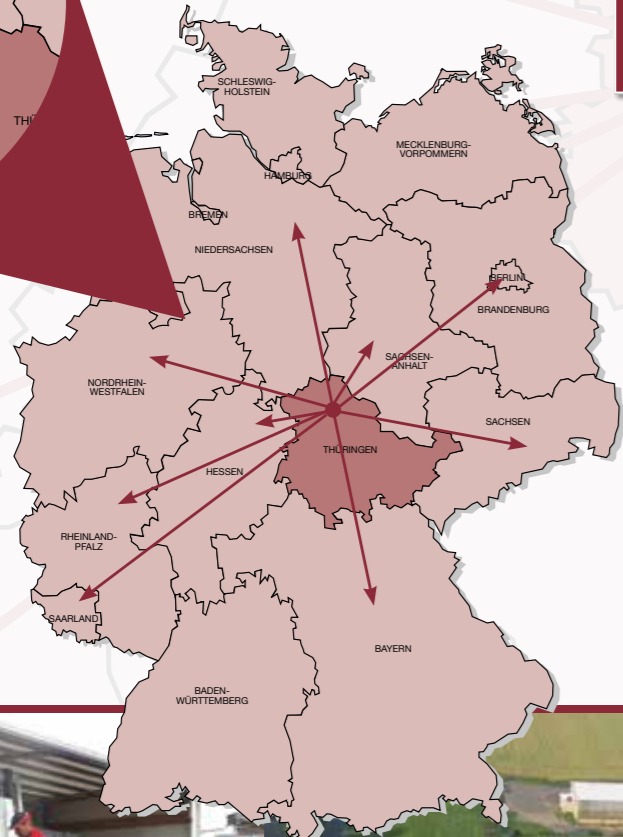 SCHLESWIG-
HOLSTEIN
MECKLENBURG-
VORPOMMERN
HAMBURG
BREMEN
NIEDERSACHSEN
BERLIN
BRANDENBURG
SACHSEN-
ANHALT
NORDRHEIN-
WESTFALEN
SACHSEN
THÜRINGEN
HESSEN
RHEINLAND-
PFALZ
SAARLAND
BAYERN
BADEN-
WÜRTTEMBERG